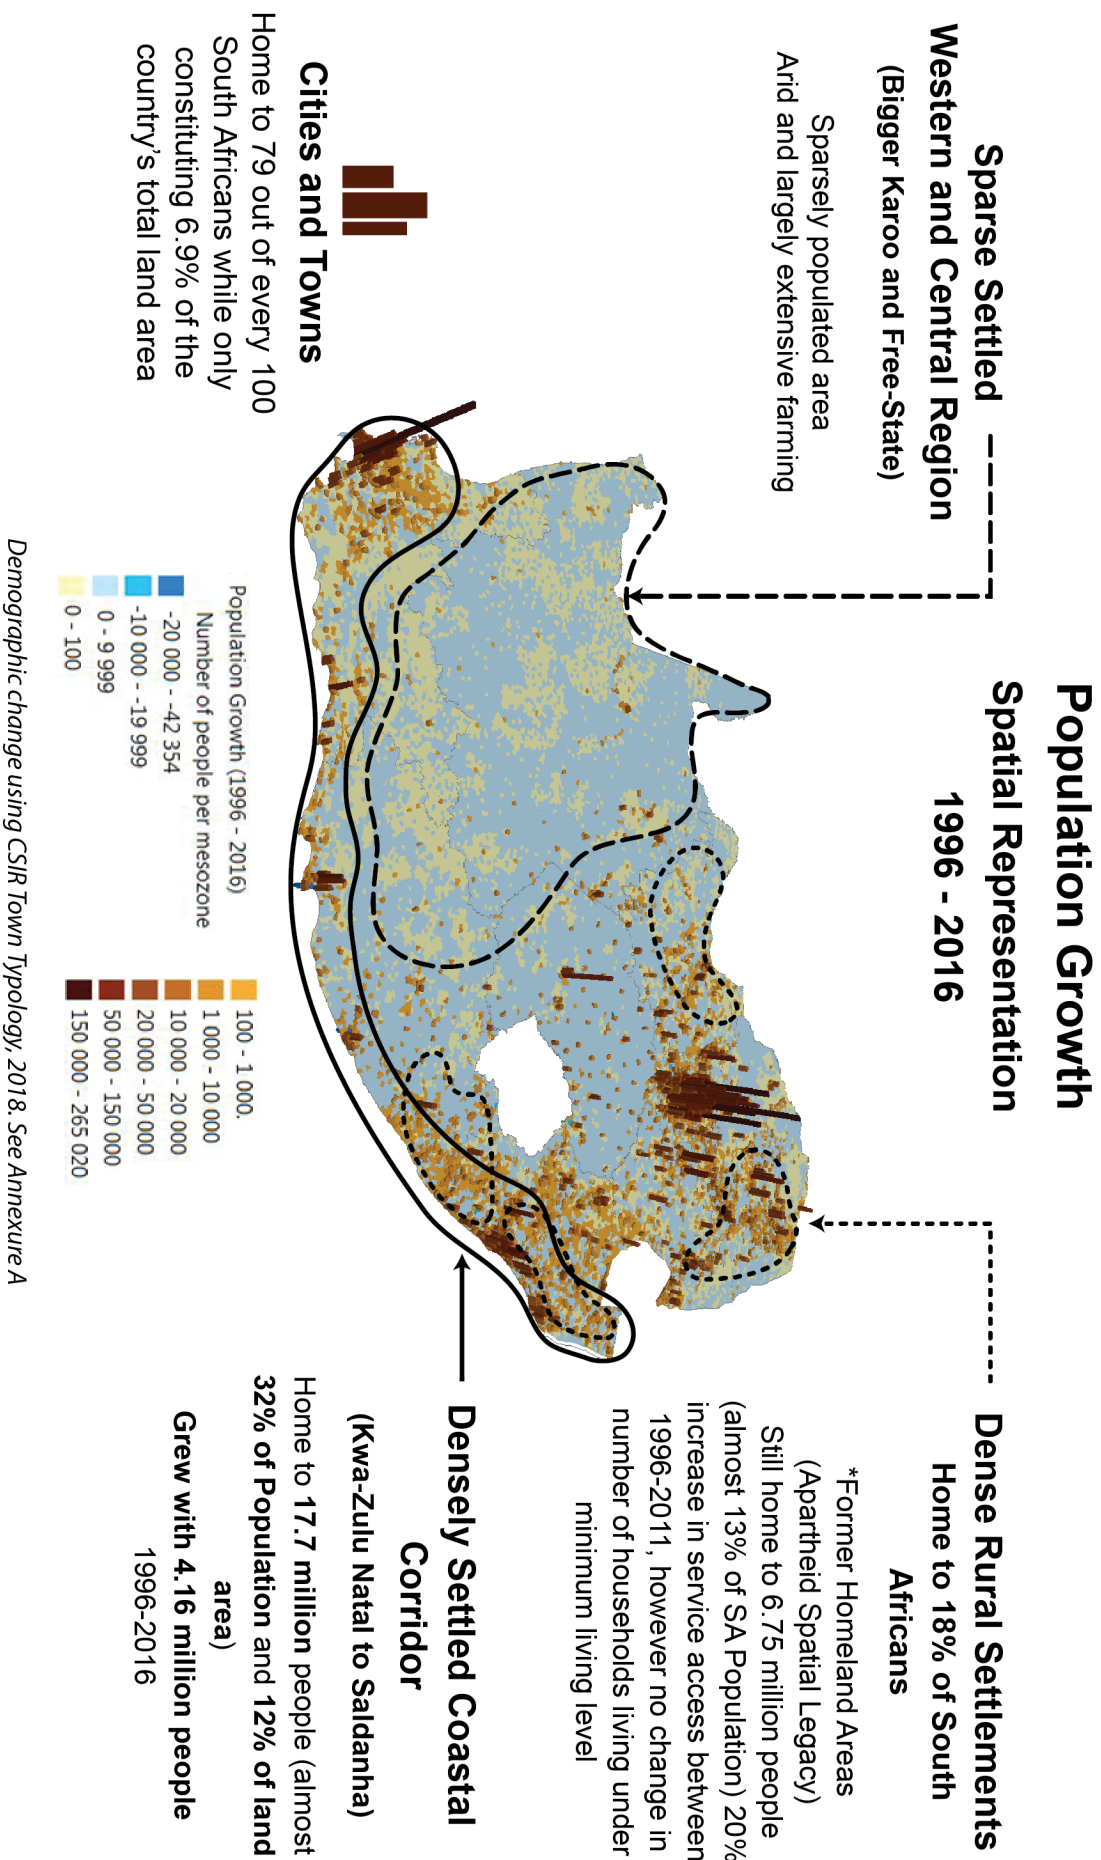 Population Growth
Spatial Representation
1996 - 2016
Sparse Settled
Western and Central Region
(Bigger Karoo and Free-State)
Sparsely populated area
Arid and largely extensive farming
Cities and Towns
Home to 79 out of every 100
South Africans while only
constituting 6.9% of the
country's total land area
Dense Rural Settlements
Home to 18% of South
Africans
*Former Homeland Areas
(Apartheid Spatial Legacy)
Still home to 6.75 million people
(almost 13% of SA Population) 20%
increase in service access between
1996-2011, however no change in
number of households living under
minimum living level
Densely Settled Coastal
Corridor
(Kwa-Zulu Natal to Saldanha)
Home to 17.7 million people (almost
32% of Population and 12% of land
area)
Grew with 4.16 million people
1996-2016
Population Growth (1996 - 2016)
Number of people per mesozone
-20 000 - -42 354
-10 000 - -19 999
0 - 9 999
0 - 100
100 - 1 000.
1 000 - 10 000
10 000 - 20 000
20 000 - 50 000
50 000 - 150 000
150 000 - 265 020
Demographic change using CSIR Town Typology, 2018. See Annexure A